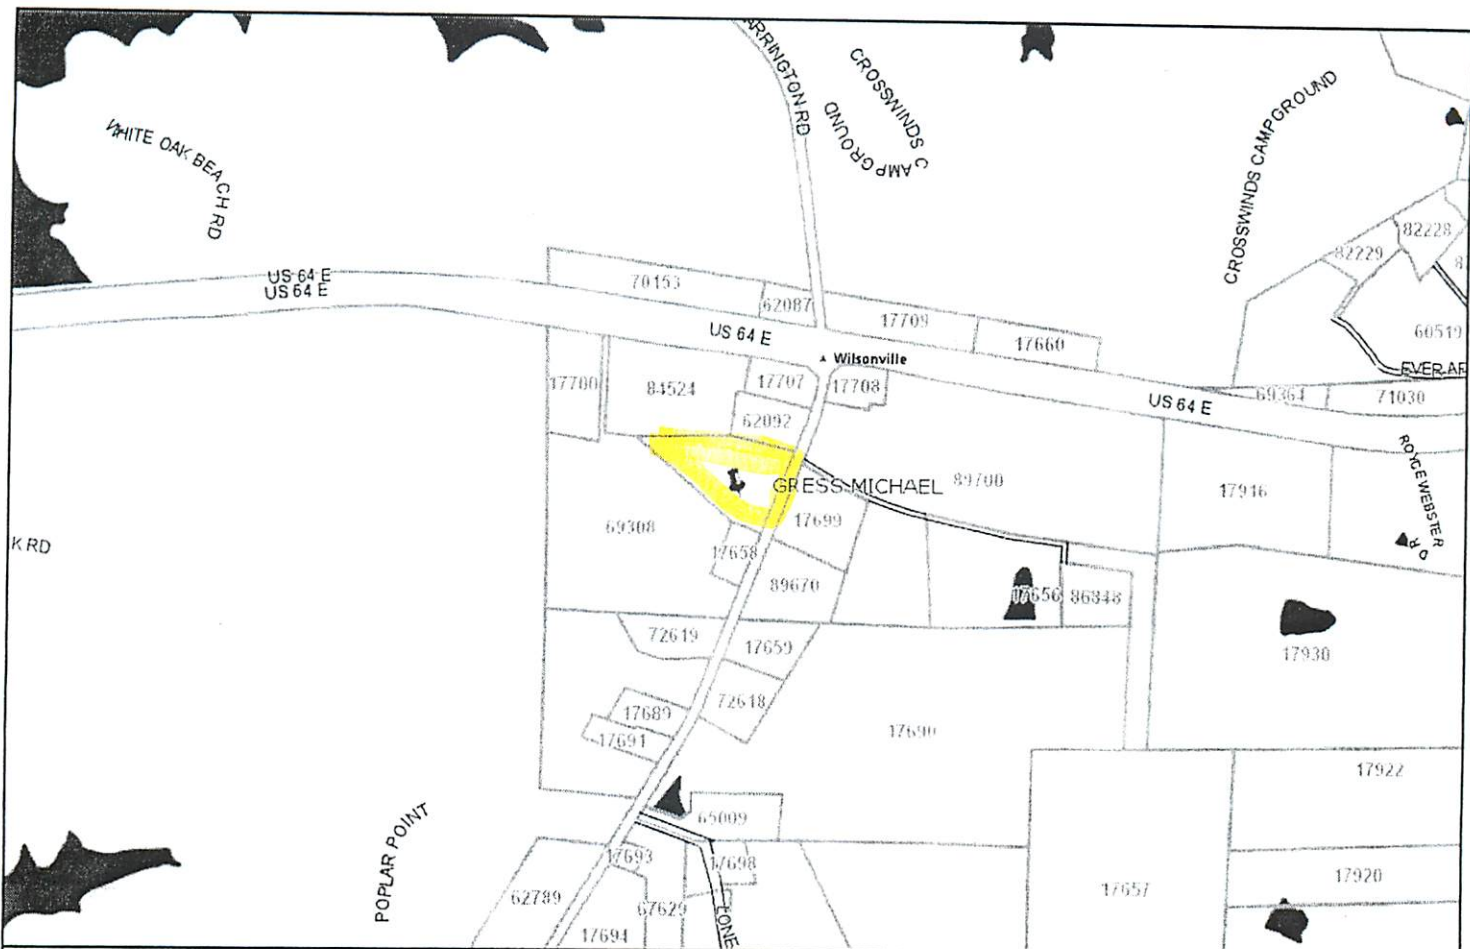 ARRINGTON RD
CROSSWINDS CAMPGROUND
CROSSWINDS CAMPGROUND
WHITE OAK BEACH RD
82228
82229
US 64 E
US 64 E
70153
62087
17709
17660
60519
US 64 E
Wilsonville
EVER AF
17700
84524
17707
17708
69364
71030
US 64 E
62092
ROYCE WEBSTER DR
GRESS MICHAEL
89700
17916
69308
17699
K RD
17658
89670
17656
86848
72619
17659
17930
72618
17689
17691
17690
17922
65009
POPLAR POINT
17693
17698
17657
17920
62789
67629
17694